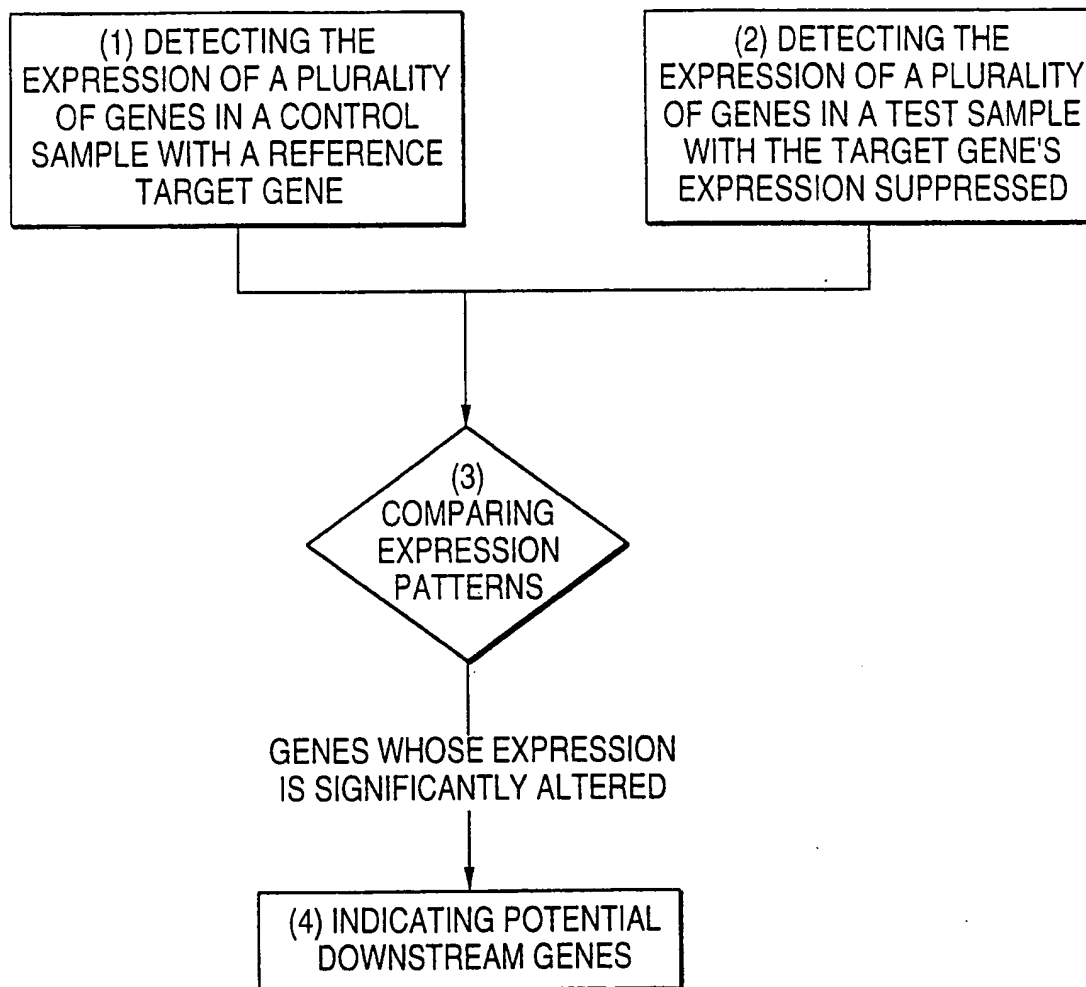 (1) DETECTING THE
EXPRESSION OF A PLURALITY
OF GENES IN A CONTROL
SAMPLE WITH A REFERENCE
TARGET GENE
(2) DETECTING THE
EXPRESSION OF A PLURALITY
OF GENES IN A TEST SAMPLE
WITH THE TARGET GENE'S
EXPRESSION SUPPRESSED
(3)
COMPARING
EXPRESSION
PATTERNS
GENES WHOSE EXPRESSION
IS SIGNIFICANTLY ALTERED
(4) INDICATING POTENTIAL
DOWNSTREAM GENES